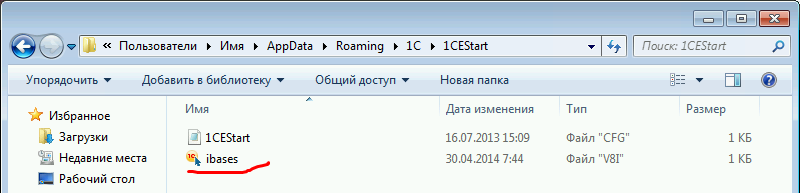 « Пользователи ▸ Имя ▸ AppData ▸ Roaming ▸ 1C ▸ 1CEStart
Поиск: 1CEStart
Упорядочить Добавить в библиотеку Общий доступ Новая папка
Избранное
Загрузки
Недавние места
Рабочий стол
Имя Дата изменения Тип Размер
1CEStart 16.07.2013 15:09 Файл "CFG" 1 КБ
ibases 30.04.2014 7:44 Файл "V8I" 1 КБ